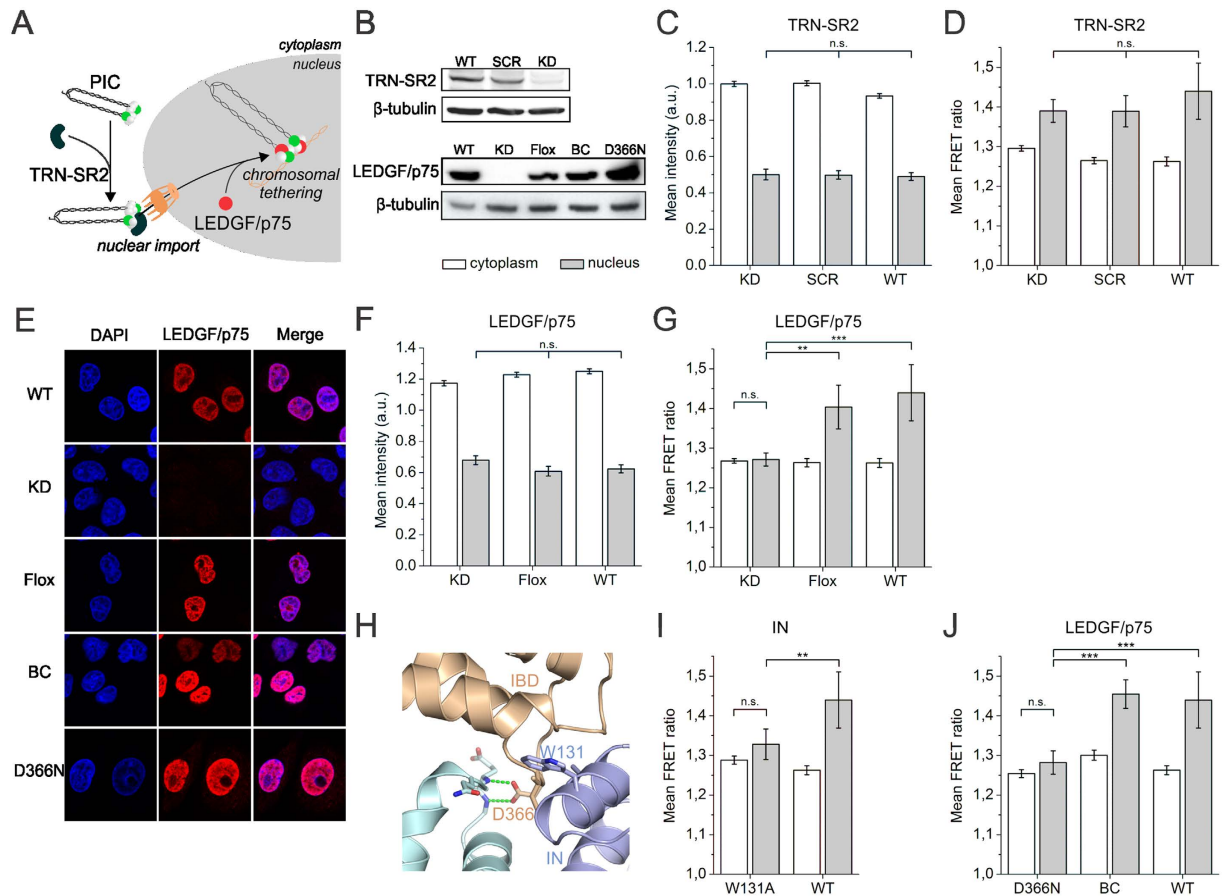 A
cytoplasm
nucleus
PIC
TRN-SR2
chromosomal
tethering
LEDGF/p75
nuclear import
B
WT SCR KD
TRN-SR2
β-tubulin
WT KD Flox BC D366N
LEDGF/p75
β-tubulin
cytoplasm nucleus
C
TRN-SR2
n.s.
Mean intensity (a.u.)
1.2
1.0
0.8
0.6
0.4
0.2
0.0
KD SCR WT
D
TRN-SR2
n.s.
Mean FRET ratio
1,5
1,4
1,3
1,2
1,1
1,0
KD SCR WT
E
DAPI LEDGF/p75 Merge
WT
KD
Flox
BC
D366N
F
LEDGF/p75
n.s.
Mean intensity (a.u.)
1.4
1.2
1.0
0.8
0.6
0.4
0.2
0.0
KD Flox WT
G
LEDGF/p75
***
**
n.s.
Mean FRET ratio
1,5
1,4
1,3
1,2
1,1
1,0
KD Flox WT
H
IBD
W131
D366
IN
I
IN
**
n.s.
Mean FRET ratio
1,5
1,4
1,3
1,2
1,1
1,0
W131A WT
J
LEDGF/p75
***
***
n.s.
Mean FRET ratio
1,5
1,4
1,3
1,2
1,1
1,0
D366N BC WT